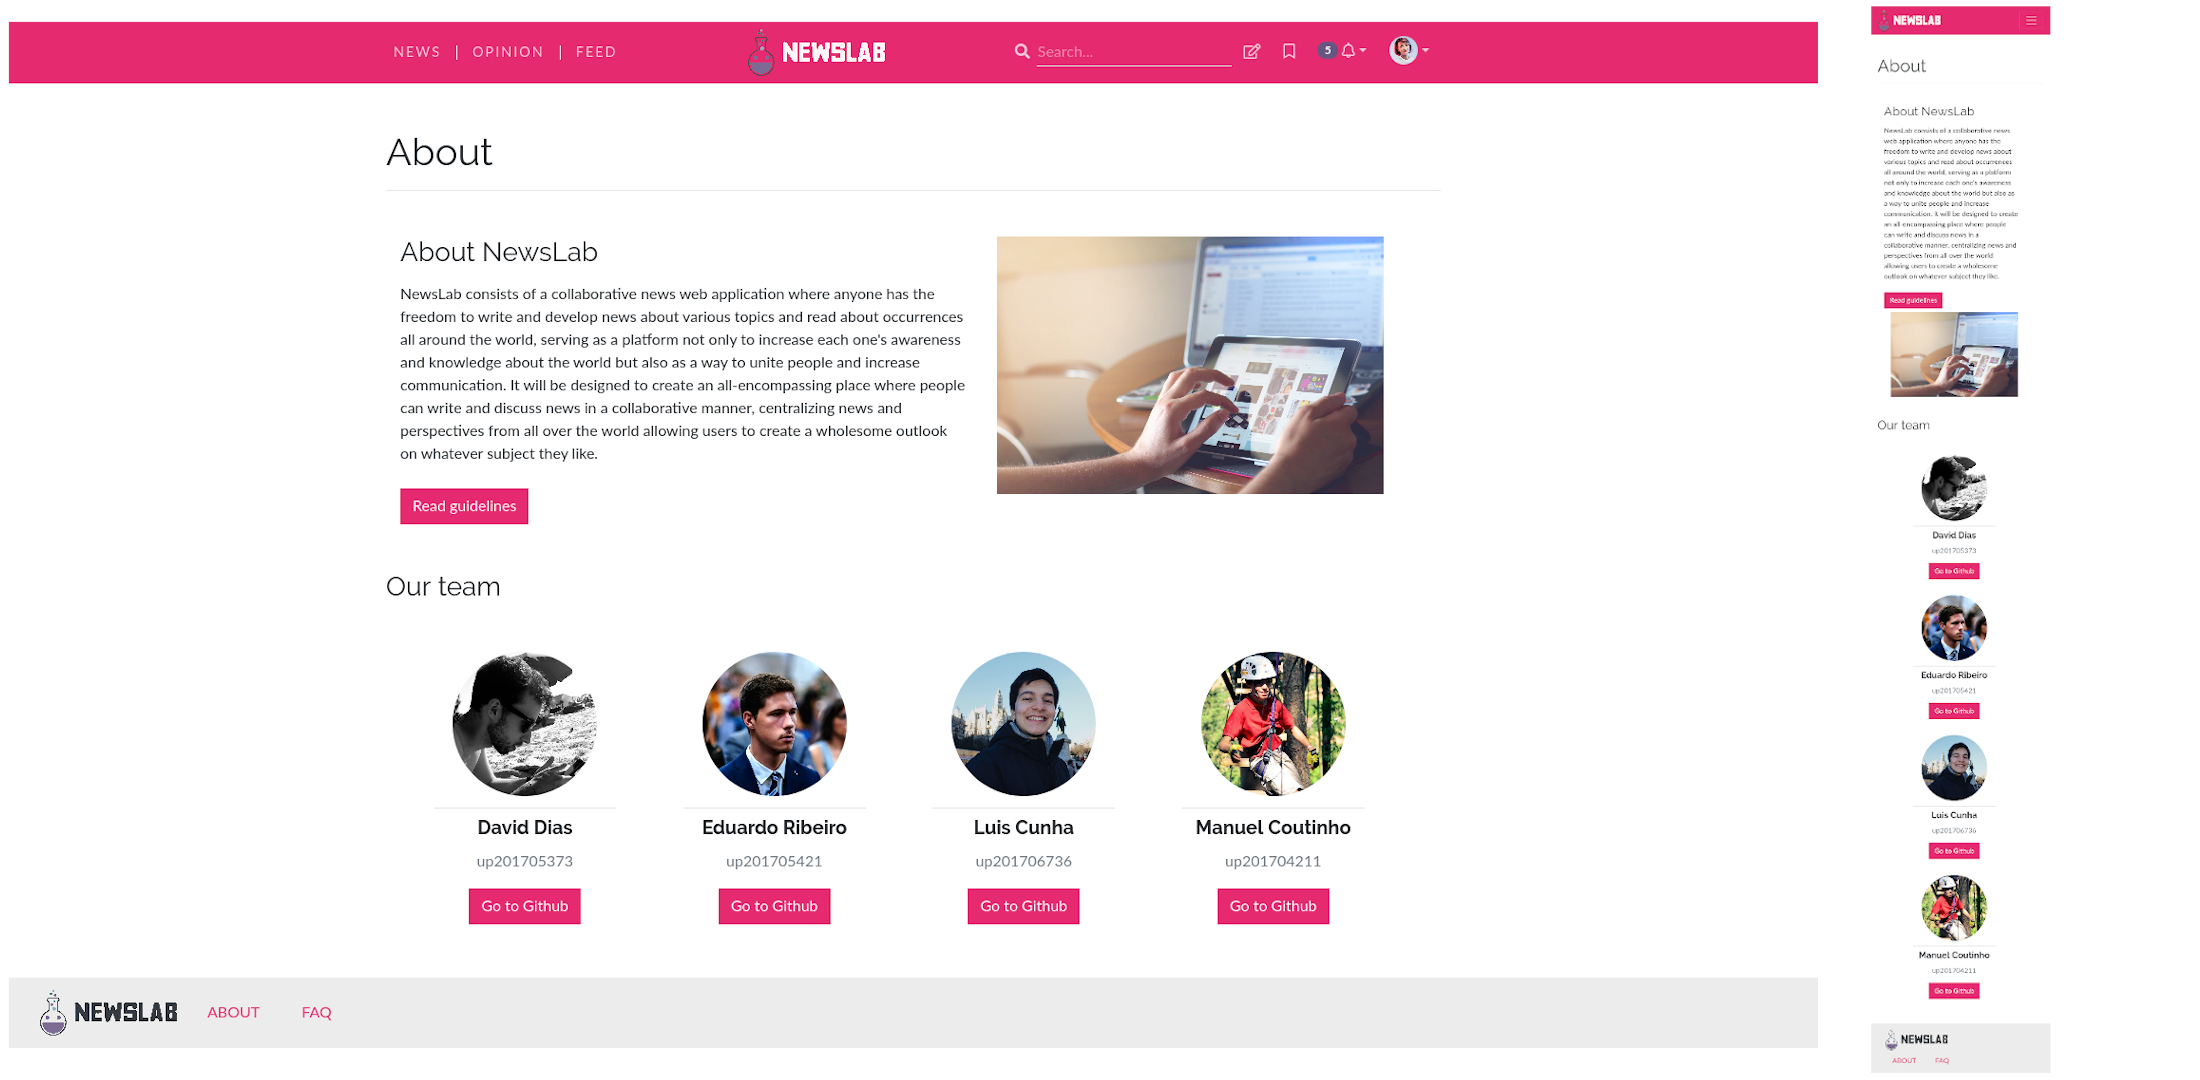 NEWS | OPINION | FEED
NEWSLAB
Search...
5
About
About NewsLab
NewsLab consists of a collaborative news web application where anyone has the
freedom to write and develop news about various topics and read about occurrences
all around the world, serving as a platform not only to increase each one's awareness
and knowledge about the world but also as a way to unite people and increase
communication. It will be designed to create an all-encompassing place where people
can write and discuss news in a collaborative manner, centralizing news and
perspectives from all over the world allowing users to create a wholesome outlook
on whatever subject they like.
Read guidelines
Our team
David Dias
up201705373
Go to Github
Eduardo Ribeiro
up201705421
Go to Github
Luis Cunha
up201706736
Go to Github
Manuel Coutinho
up201704211
Go to Github
NEWSLAB
ABOUT
FAQ
NEWSLAB
About
About NewsLab
NewsLab consists of a collaborative news
web application where anyone has the
freedom to write and develop news about
various topics and read about occurrences
all around the world, serving as a platform
not only to increase each one's awareness
and knowledge about the world but also as
a way to unite people and increase
communication. It will be designed to create
an all-encompassing place where people
can write and discuss news in a
collaborative manner, centralizing news and
perspectives from all over the world
allowing users to create a wholesome
outlook on whatever subject they like.
Read guidelines
Our team
David Dias
up201705373
Go to Github
Eduardo Ribeiro
up201705421
Go to Github
Luis Cunha
up201706736
Go to Github
Manuel Coutinho
up201704211
Go to Github
NEWSLAB
ABOUT
FAQ